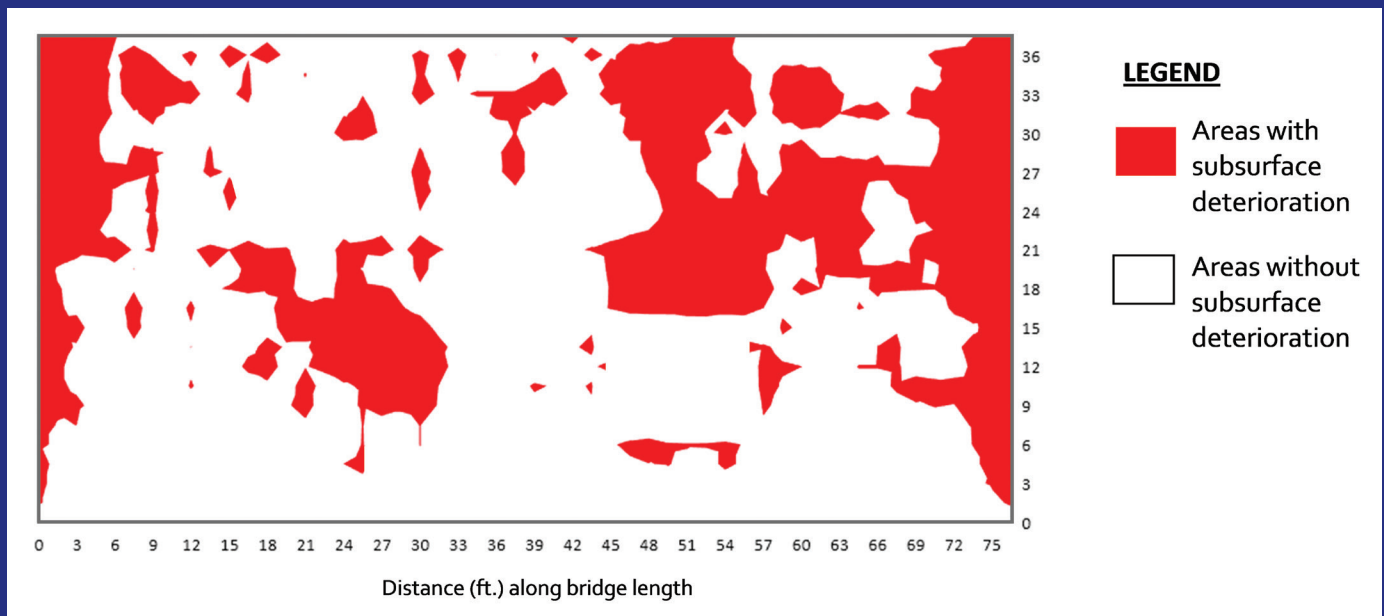 36
33
30
27
24
21
18
15
12
9
6
3
0
0 3 6 9 12 15 18 21 24 27 30 33 36 39 42 45 48 51 54 57 60 63 66 69 72 75
Distance (ft.) along bridge length
LEGEND
Areas with
subsurface
deterioration
Areas without
subsurface
deterioration